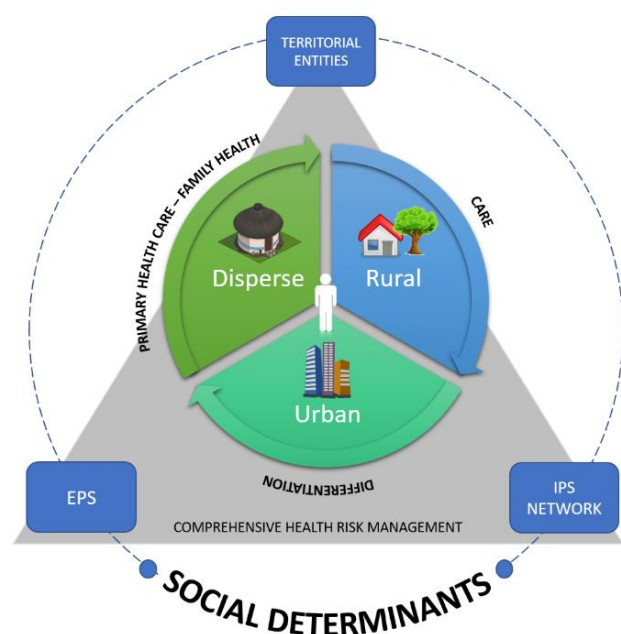 TERRITORIAL
ENTITIES
PRIMARY HEALTH CARE – FAMILY HEALTH
CARE
Disperse
Rural
Urban
DIFFERENTIATION
EPS
IPS
NETWORK
COMPREHENSIVE HEALTH RISK MANAGEMENT
SOCIAL DETERMINANTS